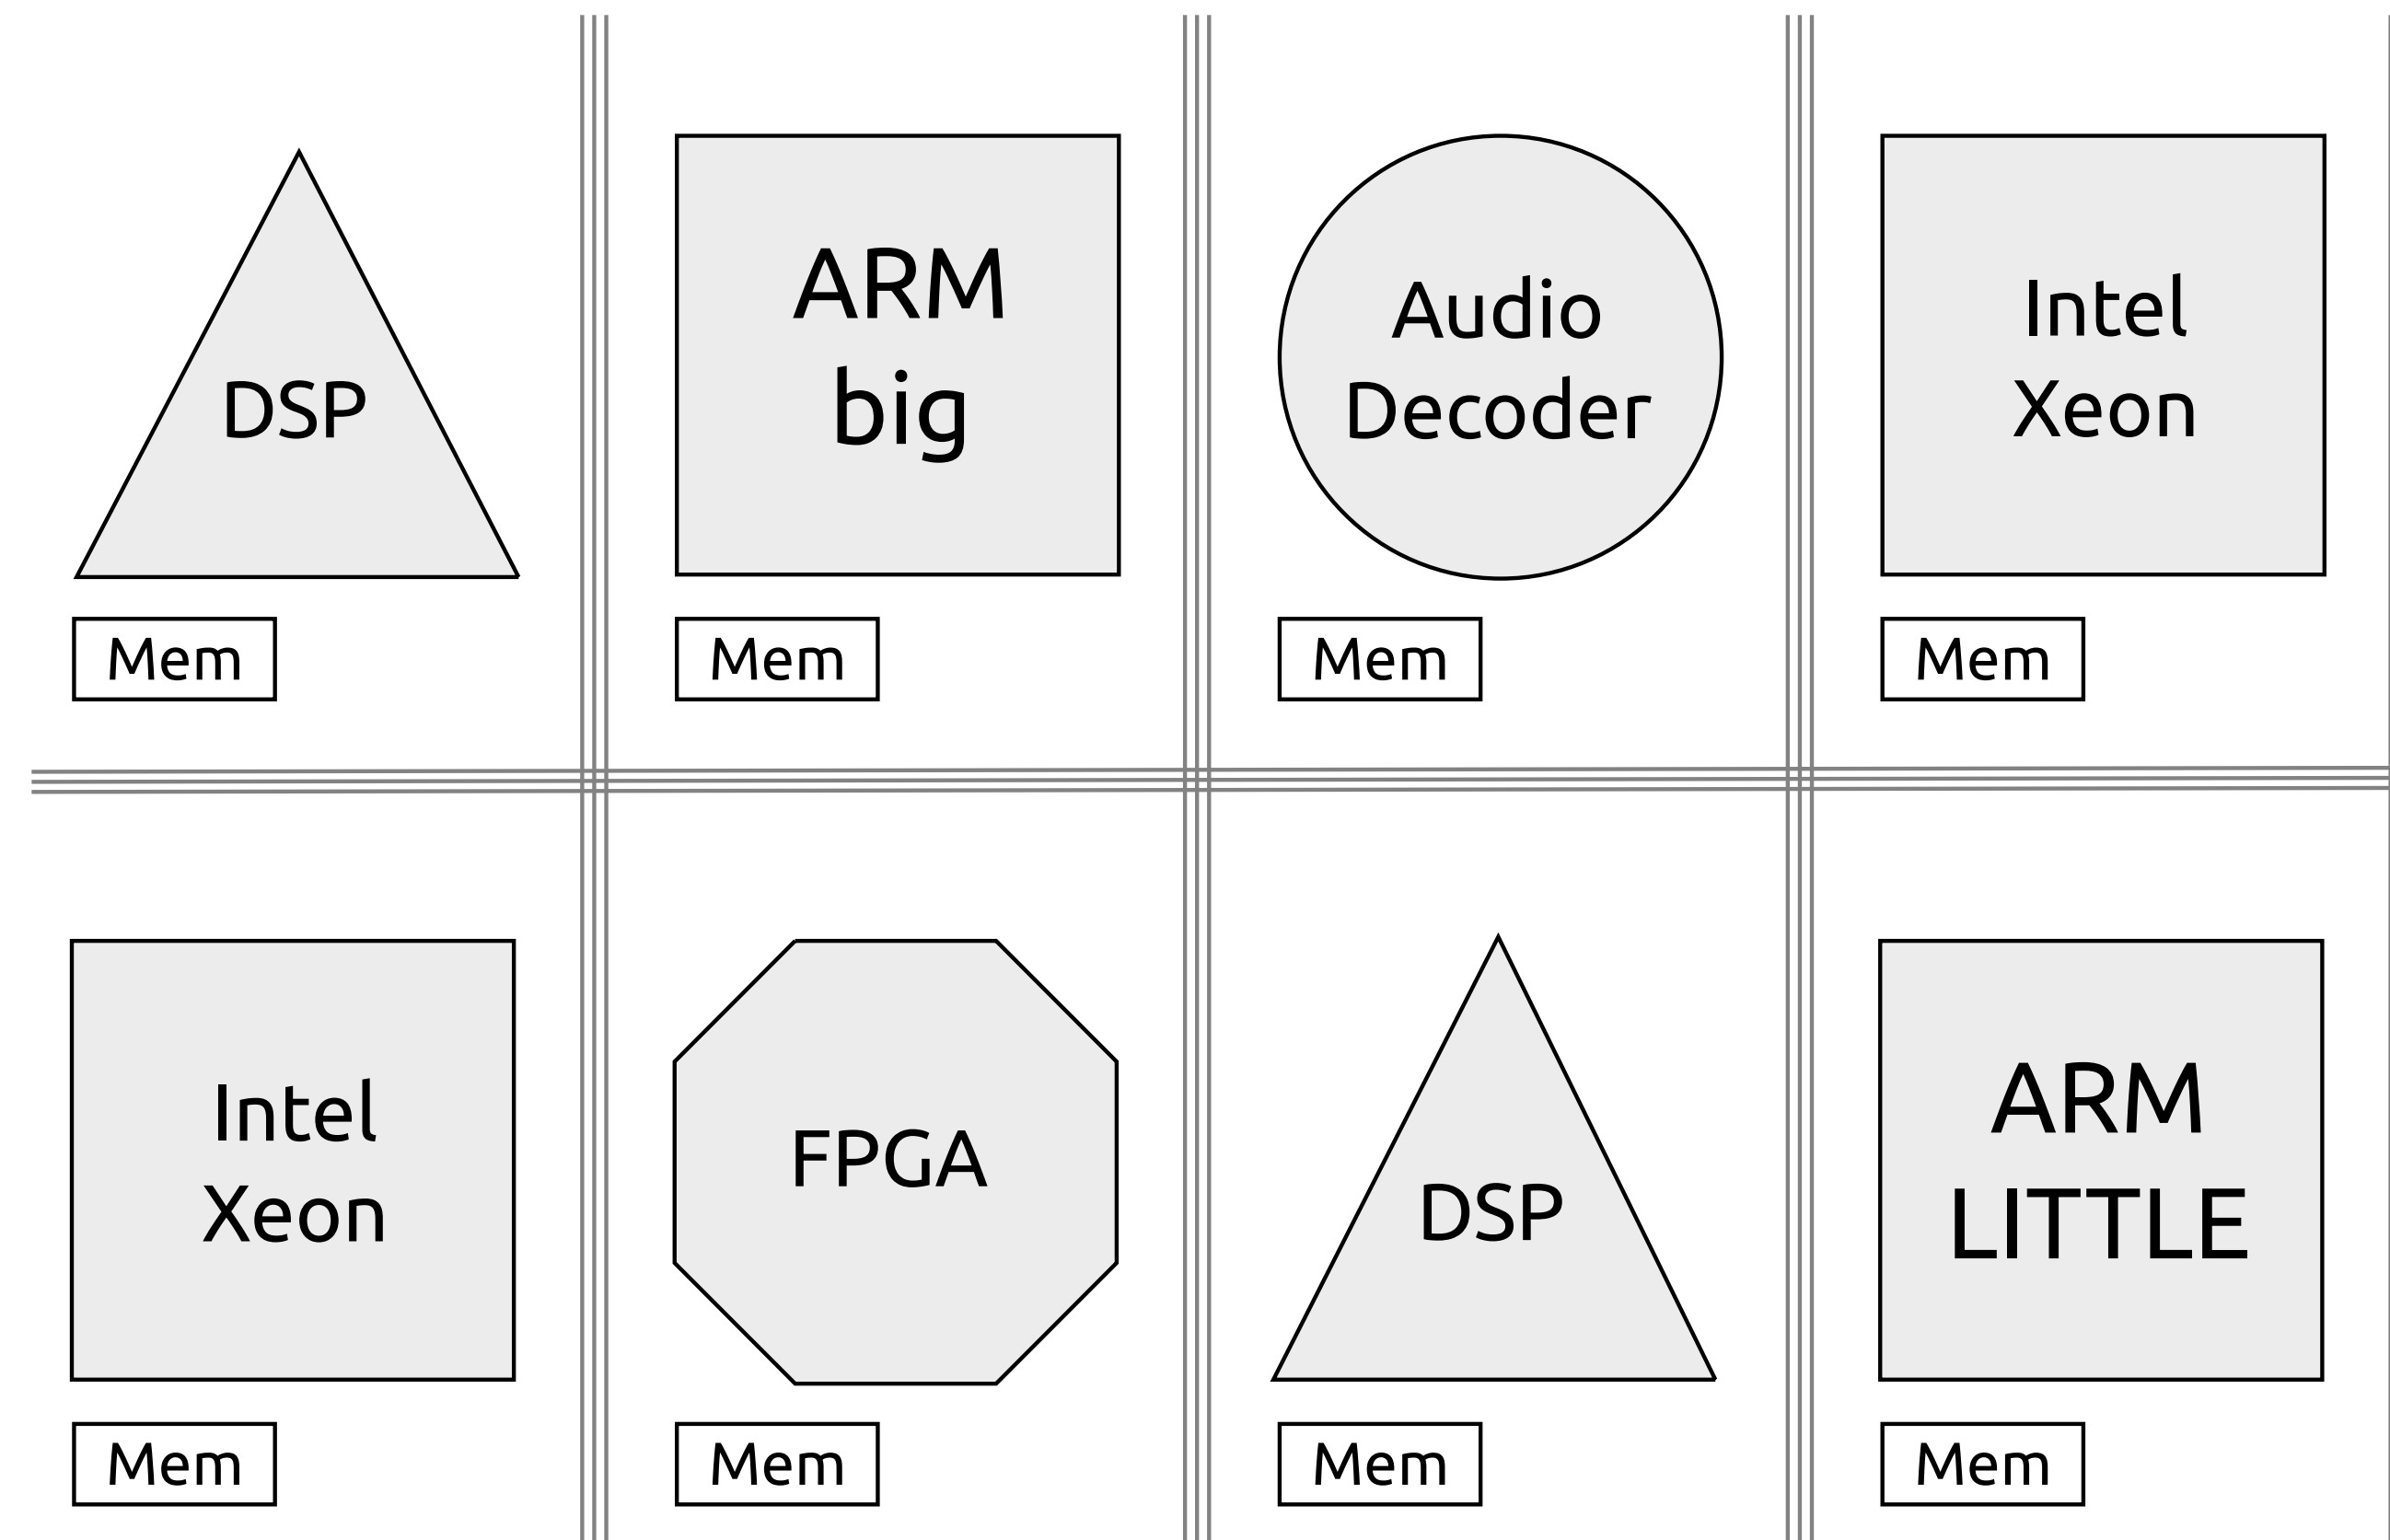 DSP
Mem
ARM
big
Mem
Audio
Decoder
Mem
Intel
Xeon
Mem
Intel
Xeon
Mem
FPGA
Mem
DSP
Mem
ARM
LITTLE
Mem